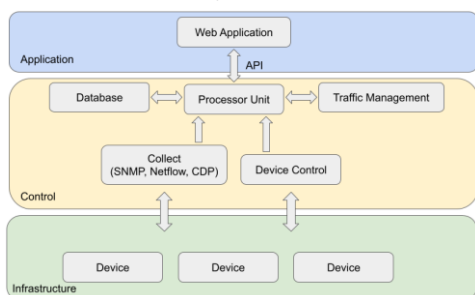 Web Application
Application
API
Database
Processor Unit
Traffic Management
Collect
(SNMP, Netflow, CDP)
Device Control
Control
Device
Device
Device
Infrastructure